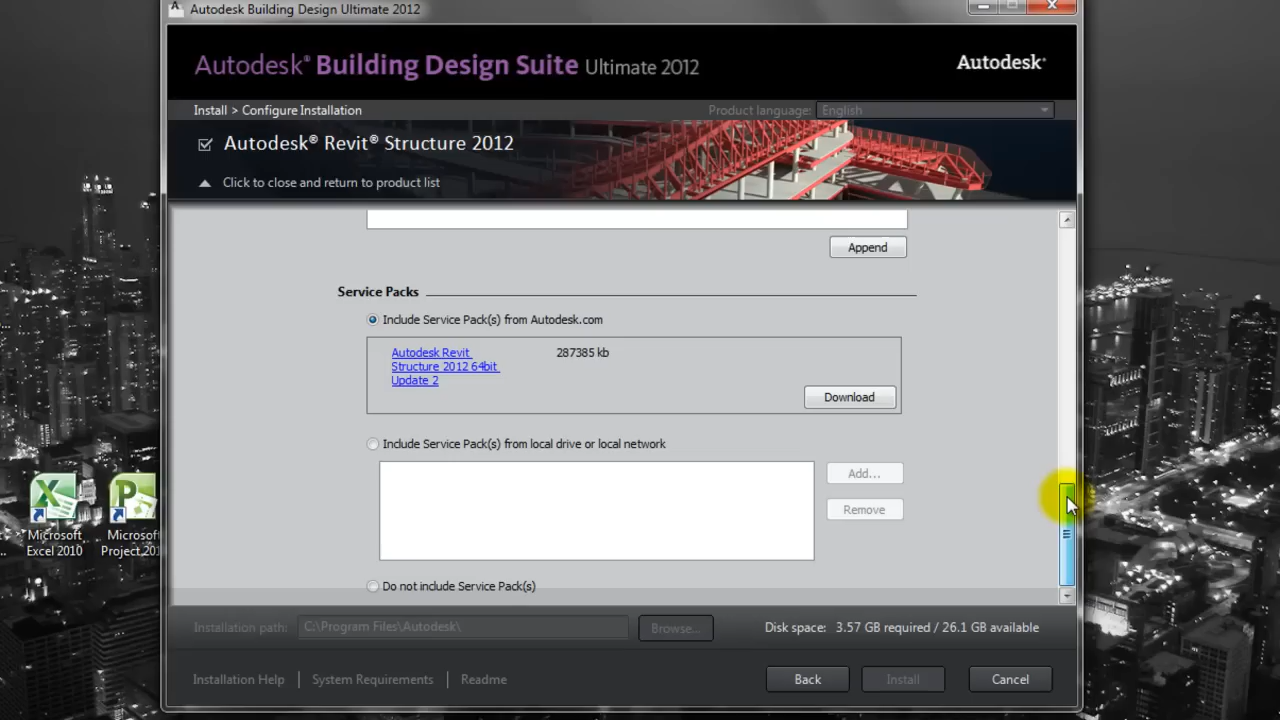 Autodesk Building Design Ultimate 2012
Autodesk® Building Design Suite Ultimate 2012
Autodesk®
Install > Configure Installation
Product language: English
Autodesk® Revit® Structure 2012
Click to close and return to product list
Append
Service Packs
Include Service Pack(s) from Autodesk.com
Autodesk Revit 287385 kb
Structure 2012 64bit
Update 2
Download
Include Service Pack(s) from local drive or local network
Add...
Remove
Do not include Service Pack(s)
Microsoft
Excel 2010
Microsof
Project 201
...
Installation path: C:\Program Files\Autodesk\ Browse...
Disk space: 3.57 GB required / 26.1 GB available
Installation Help | System Requirements | Readme
Back Install Cancel